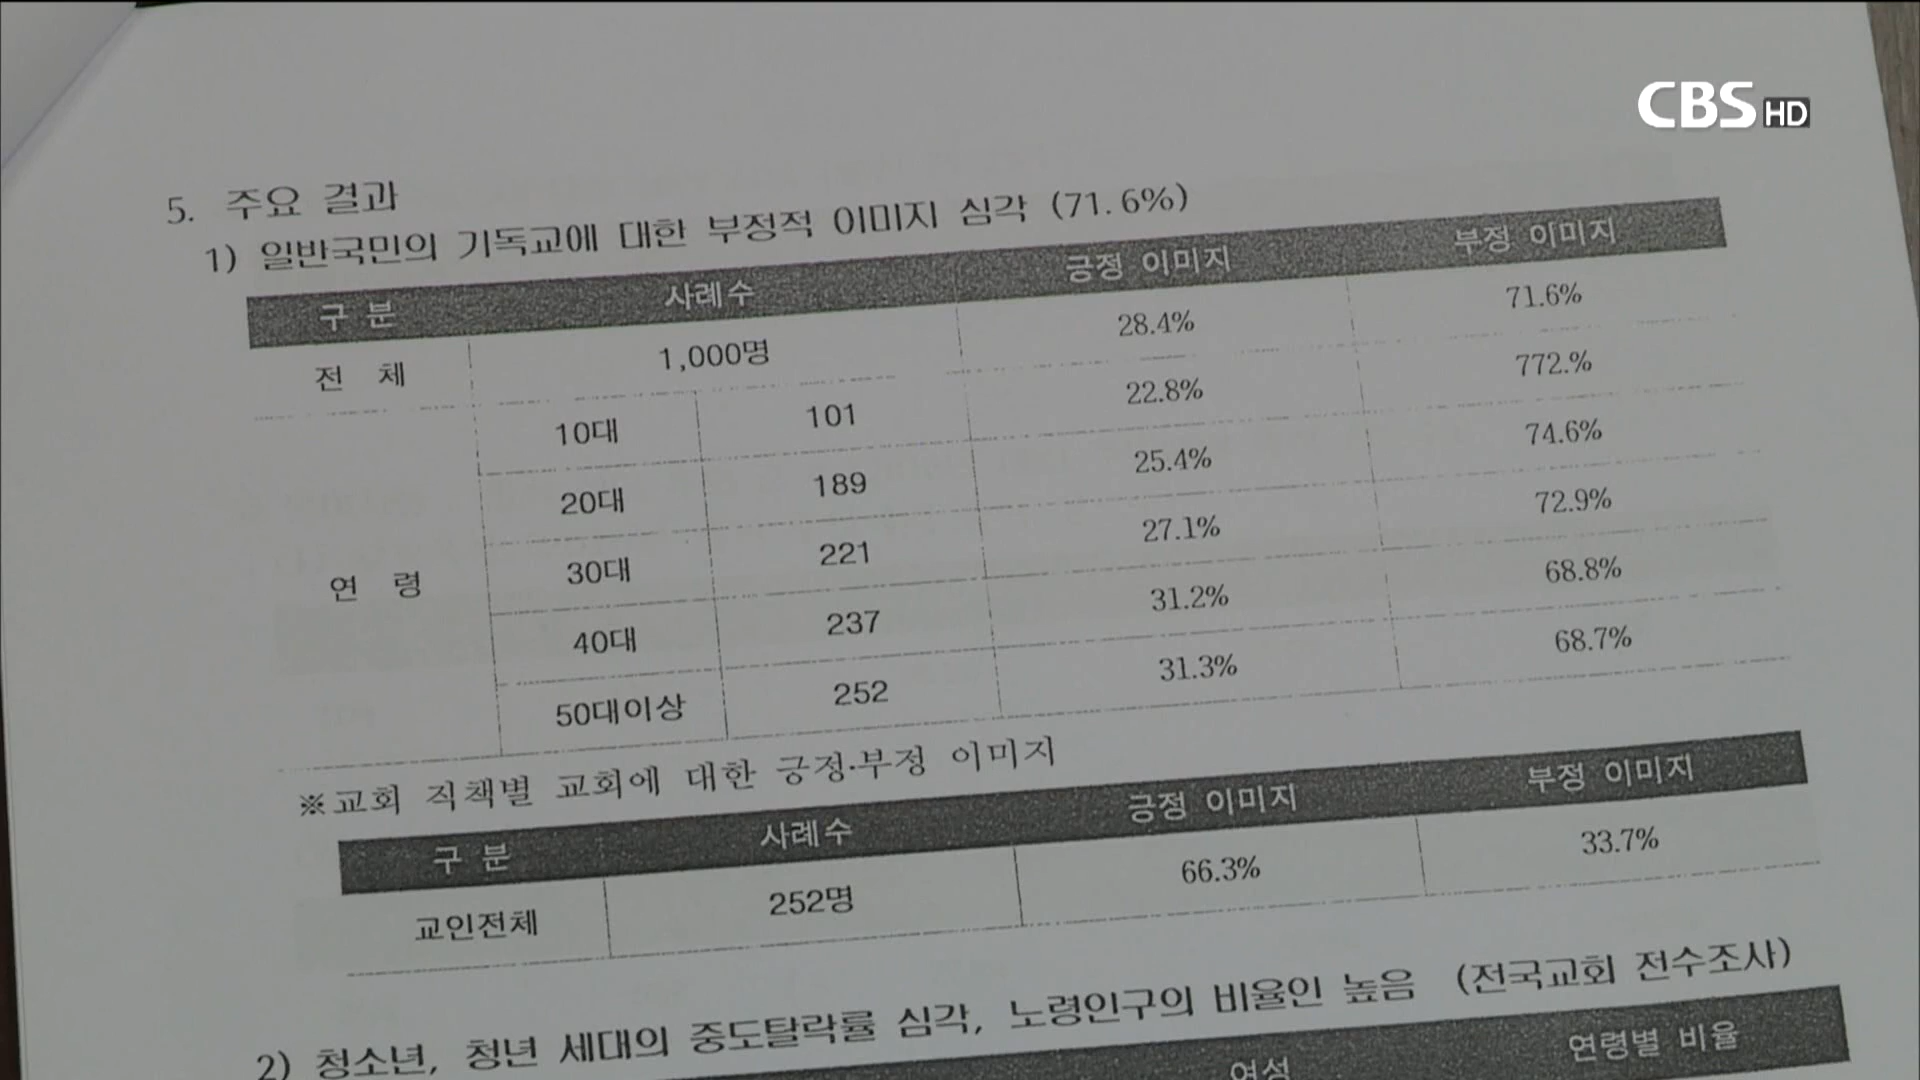 CBS HD
5. 주요 결과
1) 일반국민의 기독교에 대한 부정적 이미지 심각 (71.6%)
구 분 사례수 긍정 이미지 부정 이미지
전 체 1,000명 28.4% 71.6%
연 령 10대 101 22.8% 772.%
20대 189 25.4% 74.6%
30대 221 27.1% 72.9%
40대 237 31.2% 68.8%
50대이상 252 31.3% 68.7%
※교회 직책별 교회에 대한 긍정·부정 이미지
구 분 사례수 긍정 이미지 부정 이미지
교인전체 252명 66.3% 33.7%
2) 청소년, 청년 세대의 중도탈락률 심각, 노령인구의 비율인 높음 (전국교회 전수조사)
여성 연령별 비율